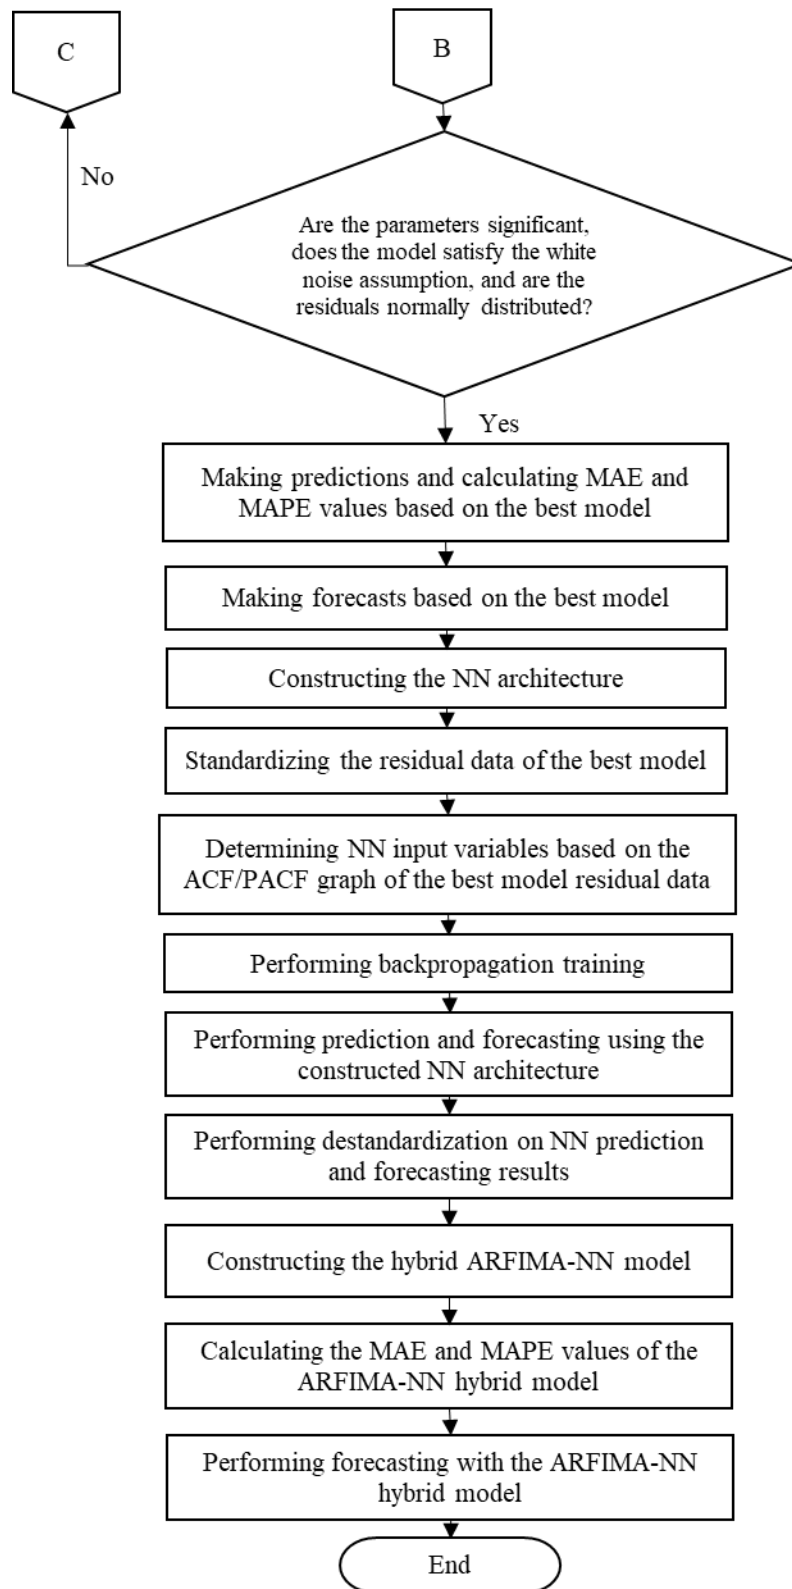 C
B
No
Are the parameters significant,
does the model satisfy the white
noise assumption, and are the
residuals normally distributed?
Yes
Making predictions and calculating MAE and
MAPE values based on the best model
Making forecasts based on the best model
Constructing the NN architecture
Standardizing the residual data of the best model
Determining NN input variables based on the
ACF/PACF graph of the best model residual data
Performing backpropagation training
Performing prediction and forecasting using the
constructed NN architecture
Performing destandardization on NN prediction
and forecasting results
Constructing the hybrid ARFIMA-NN model
Calculating the MAE and MAPE values of the
ARFIMA-NN hybrid model
Performing forecasting with the ARFIMA-NN
hybrid model
End